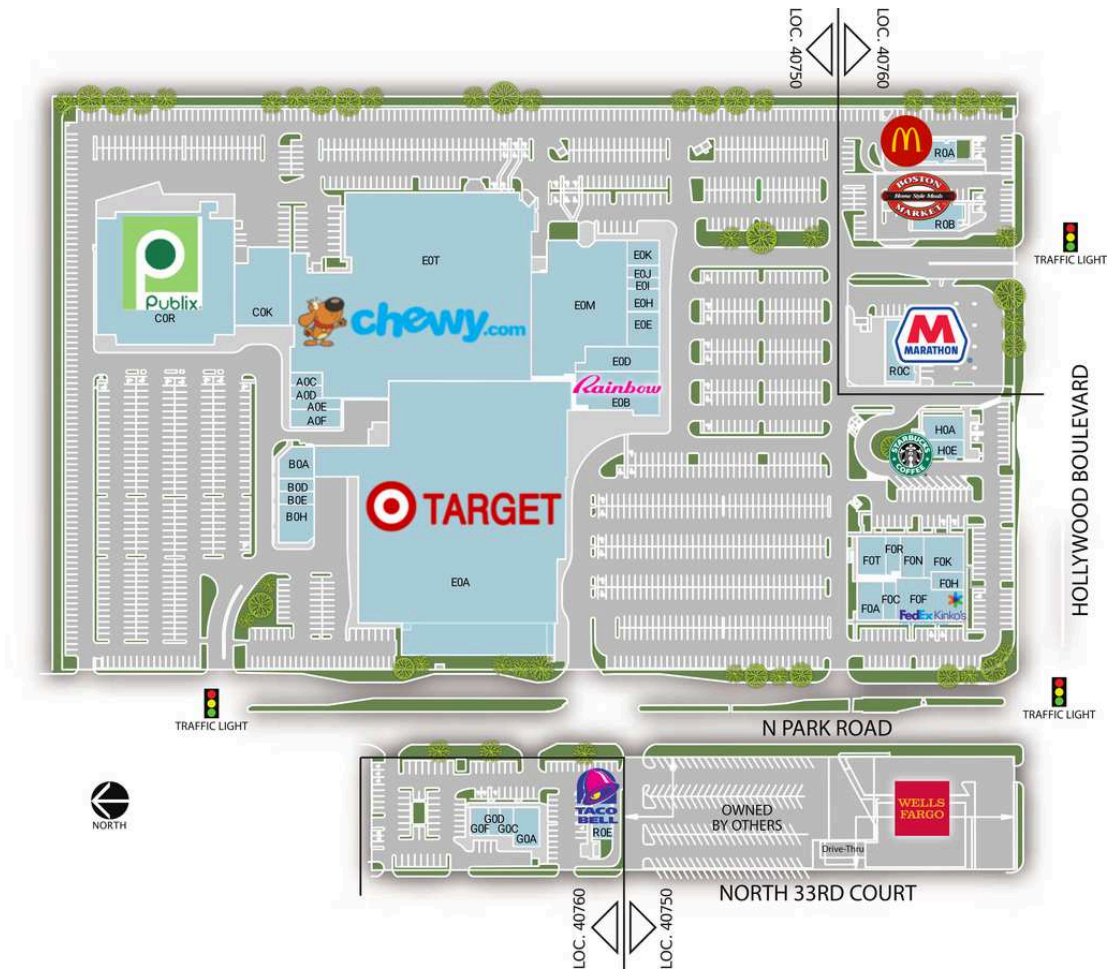 LOC. 40750
LOC. 40760
M
R0A
BOSTON
Home Style Meals
MARKET
R0B
TRAFFIC LIGHT
Publix
C0R
C0K
E0T
chewy.com
E0M
E0K
E0J
E0I
E0H
E0E
E0D
Rainbow
E0B
M
MARATHON
R0C
HOLLYWOOD BOULEVARD
A0C
A0D
A0E
A0F
H0A
H0E
STARBUCKS
COFFEE
B0A
B0D
B0E
B0H
TARGET
E0A
F0T
F0R
F0N
F0K
F0H
F0A
F0C
F0F
FedEx Kinko's
TRAFFIC LIGHT
TRAFFIC LIGHT
N PARK ROAD
NORTH
TACO
BELL
R0E
G0D
G0F
G0C
G0A
OWNED
BY OTHERS
WELLS
FARGO
Drive-Thru
NORTH 33RD COURT
LOC. 40760
LOC. 40750